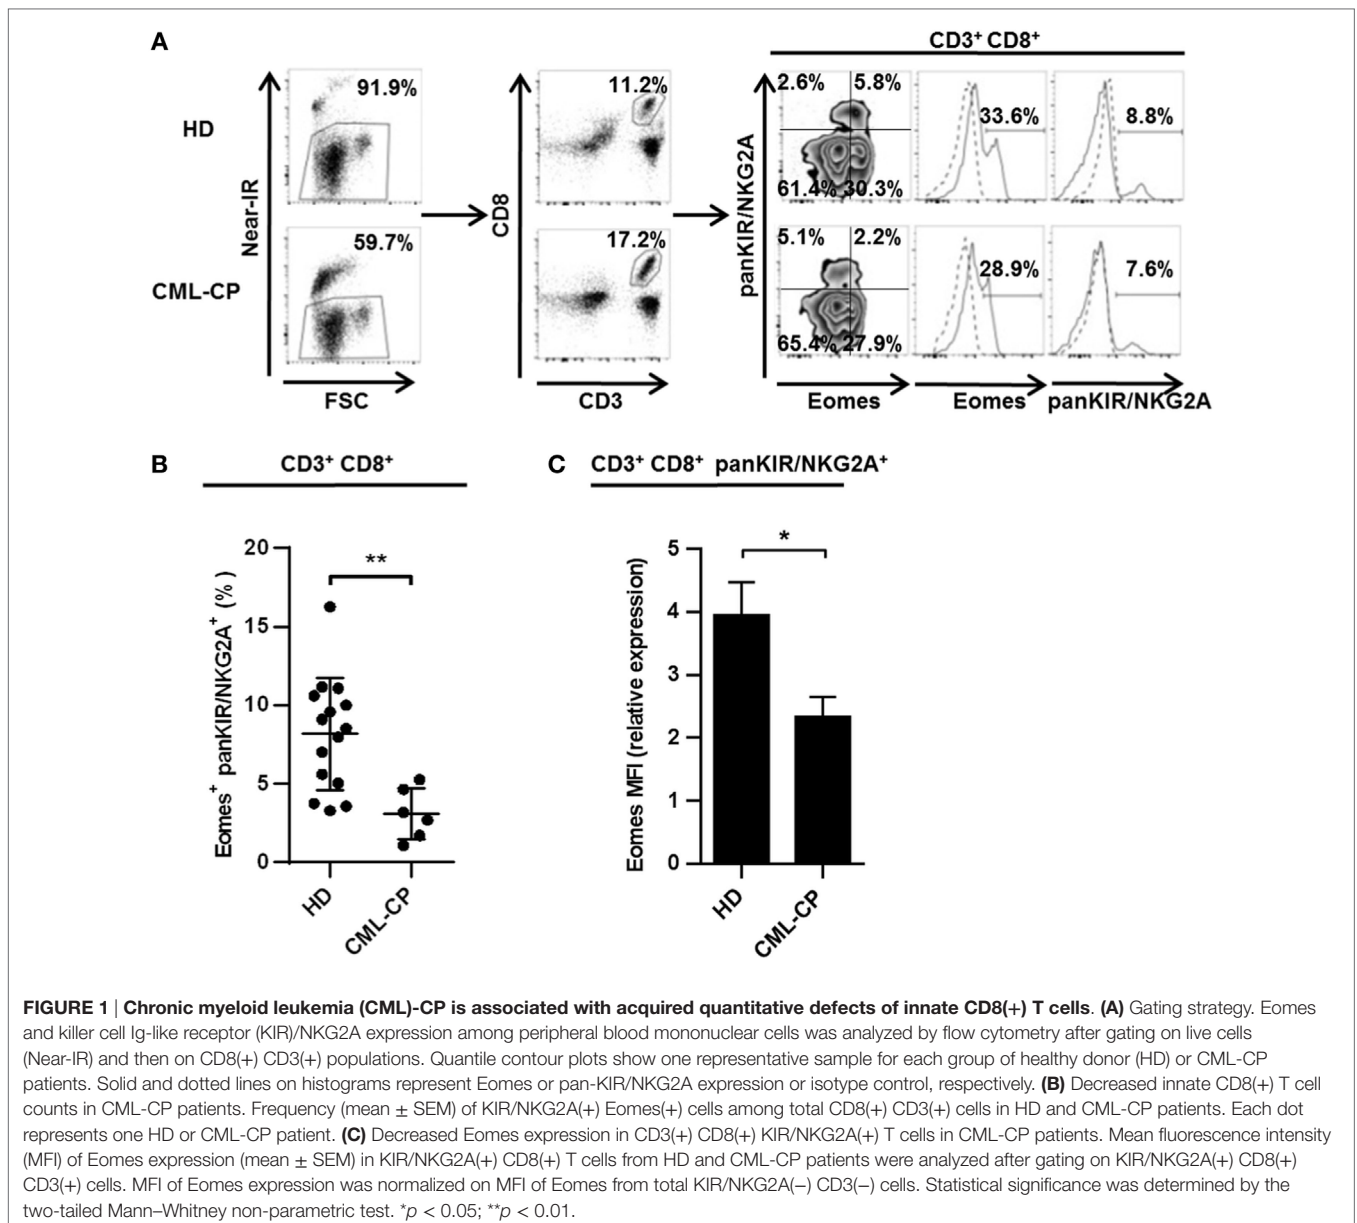 A
CD3⁺ CD8⁺
HD
Near-IR
91.9%
CD8
11.2%
panKIR/NKG2A
2.6% 5.8%
61.4% 30.3%
33.6%
8.8%
CML-CP
59.7%
17.2%
5.1% 2.2%
65.4% 27.9%
28.9%
7.6%
FSC
CD3
Eomes
Eomes
panKIR/NKG2A
B
CD3⁺ CD8⁺
Eomes⁺ panKIR/NKG2A⁺ (%)
20
15
10
5
0
**
HD
CML-CP
C
CD3⁺ CD8⁺ panKIR/NKG2A⁺
Eomes MFI (relative expression)
5
4
3
2
1
0
*
HD
CML-CP
FIGURE 1 | Chronic myeloid leukemia (CML)-CP is associated with acquired quantitative defects of innate CD8(+) T cells. (A) Gating strategy. Eomes
and killer cell Ig-like receptor (KIR)/NKG2A expression among peripheral blood mononuclear cells was analyzed by flow cytometry after gating on live cells
(Near-IR) and then on CD8(+) CD3(+) populations. Quantile contour plots show one representative sample for each group of healthy donor (HD) or CML-CP
patients. Solid and dotted lines on histograms represent Eomes or pan-KIR/NKG2A expression or isotype control, respectively. (B) Decreased innate CD8(+) T cell
counts in CML-CP patients. Frequency (mean ± SEM) of KIR/NKG2A(+) Eomes(+) cells among total CD8(+) CD3(+) cells in HD and CML-CP patients. Each dot
represents one HD or CML-CP patient. (C) Decreased Eomes expression in CD3(+) CD8(+) KIR/NKG2A(+) T cells in CML-CP patients. Mean fluorescence intensity
(MFI) of Eomes expression (mean ± SEM) in KIR/NKG2A(+) CD8(+) T cells from HD and CML-CP patients were analyzed after gating on KIR/NKG2A(+) CD8(+)
CD3(+) cells. MFI of Eomes expression was normalized on MFI of Eomes from total KIR/NKG2A(−) CD3(−) cells. Statistical significance was determined by the
two-tailed Mann–Whitney non-parametric test. *p < 0.05; **p < 0.01.